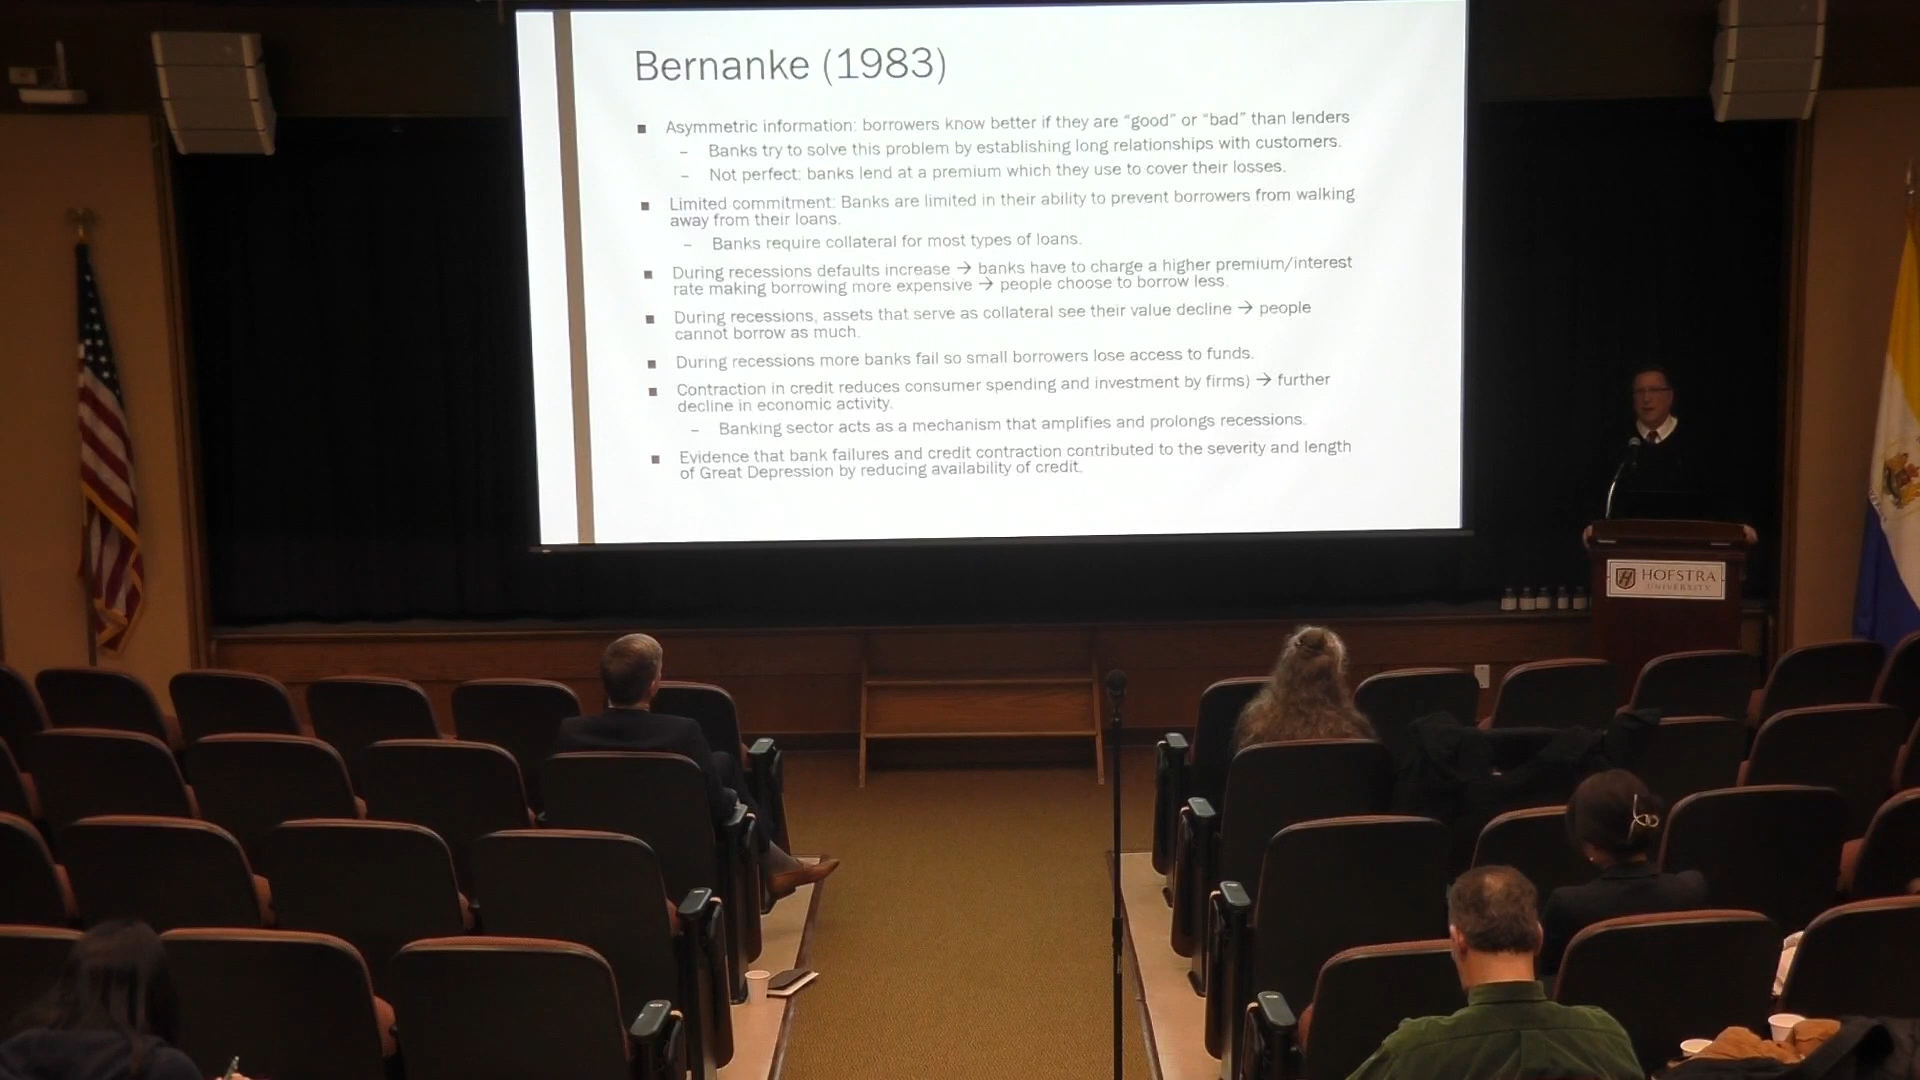 Bernanke (1983)
■ Asymmetric information: borrowers know better if they are “good” or “bad” than lenders
– Banks try to solve this problem by establishing long relationships with customers.
– Not perfect: banks lend at a premium which they use to cover their losses.
■ Limited commitment: Banks are limited in their ability to prevent borrowers from walking
away from their loans.
– Banks require collateral for most types of loans.
■ During recessions defaults increase → banks have to charge a higher premium/interest
rate making borrowing more expensive → people choose to borrow less.
■ During recessions, assets that serve as collateral see their value decline → people
cannot borrow as much.
■ During recessions more banks fail so small borrowers lose access to funds.
■ Contraction in credit reduces consumer spending and investment by firms) → further
decline in economic activity.
– Banking sector acts as a mechanism that amplifies and prolongs recessions.
■ Evidence that bank failures and credit contraction contributed to the severity and length
of Great Depression by reducing availability of credit.
H HOFSTRA
UNIVERSITY